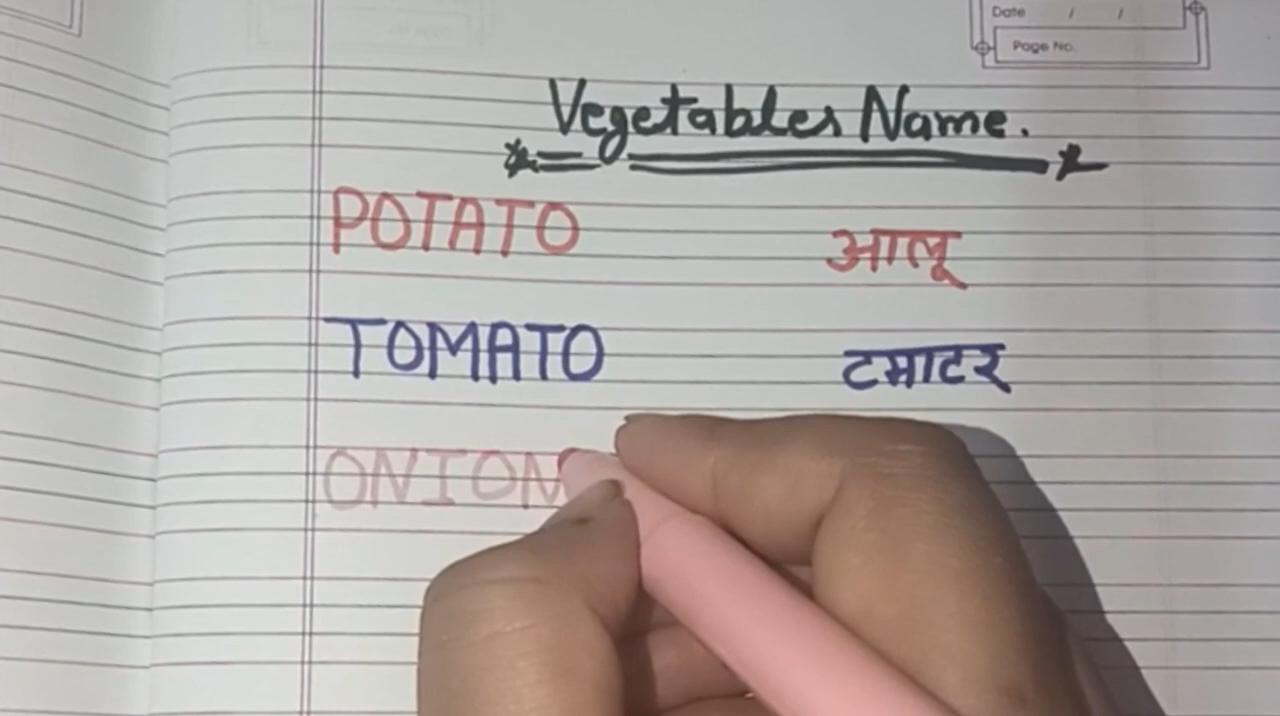 Date / /
Page No.
Vegetables Name.
POTATO आलू
TOMATO टमाटर
ONION